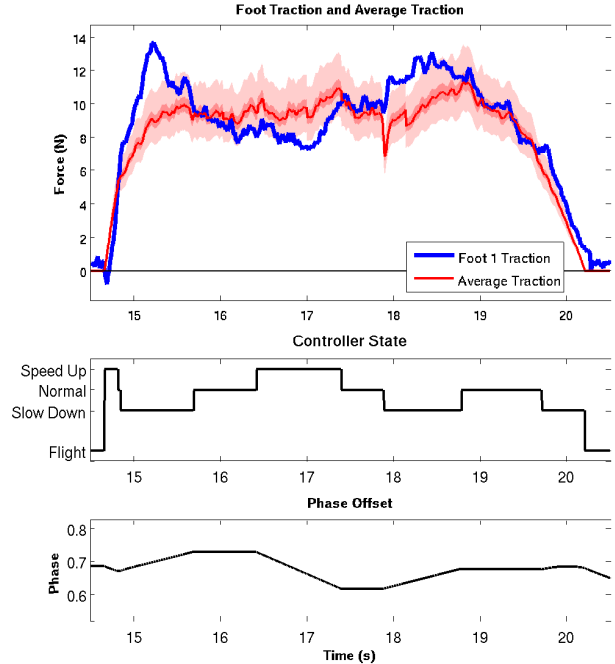 Foot Traction and Average Traction
14
12
10
8
6
4
2
0
Force (N)
Foot 1 Traction
Average Traction
15 16 17 18 19 20
Controller State
Speed Up
Normal
Slow Down
Flight
15 16 17 18 19 20
Phase Offset
0.8
0.7
0.6
Phase
15 16 17 18 19 20
Time (s)